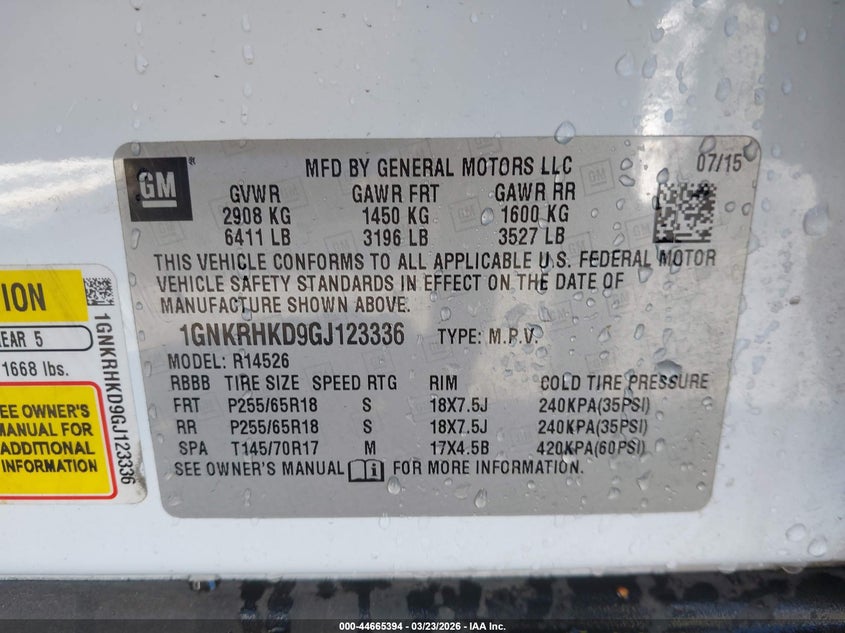 GM
MFD BY GENERAL MOTORS LLC
07/15
GVWR GAWR FRT GAWR RR
2908 KG 1450 KG 1600 KG
6411 LB 3196 LB 3527 LB
THIS VEHICLE CONFORMS TO ALL APPLICABLE U.S. FEDERAL MOTOR
VEHICLE SAFETY STANDARDS IN EFFECT ON THE DATE OF
MANUFACTURE SHOWN ABOVE.
1GNKRHKD9GJ123336 TYPE: M.P.V.
MODEL: R14526
RBBB TIRE SIZE SPEED RTG RIM COLD TIRE PRESSURE
FRT P255/65R18 S 18X7.5J 240KPA(35PSI)
RR P255/65R18 S 18X7.5J 240KPA(35PSI)
SPA T145/70R17 M 17X4.5B 420KPA(60PSI)
SEE OWNER'S MANUAL FOR MORE INFORMATION.
ION
EAR 5
1668 lbs.
EE OWNER'S
MANUAL FOR
ADDITIONAL
INFORMATION
1GNKRHKD9GJ123336
000-44665394 - 03/23/2026 - IAA Inc.